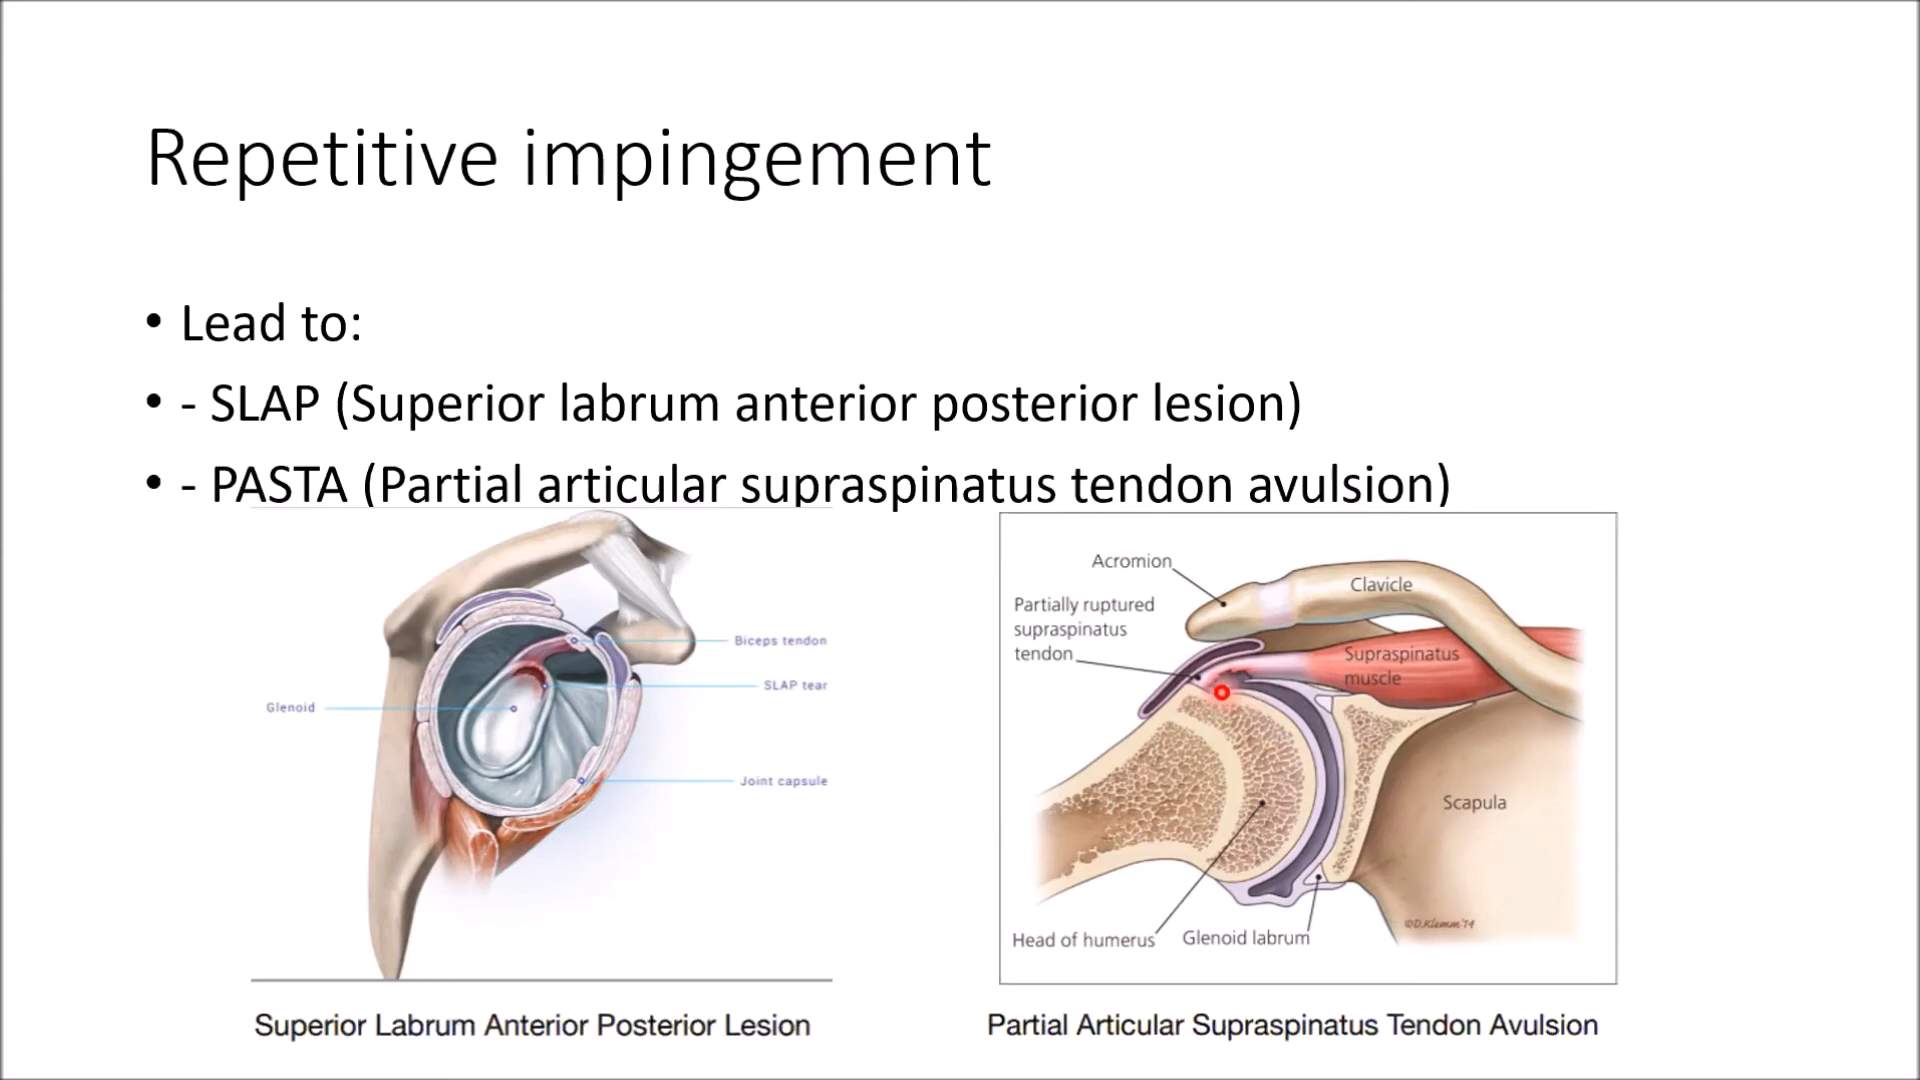 Repetitive impingement
• Lead to:
• - SLAP (Superior labrum anterior posterior lesion)
• - PASTA (Partial articular supraspinatus tendon avulsion)
Biceps tendon
SLAP tear
Glenoid
Joint capsule
Superior Labrum Anterior Posterior Lesion
Acromion
Clavicle
Partially ruptured
supraspinatus
tendon
Supraspinatus
muscle
Scapula
©D.Klemm'14
Head of humerus
Glenoid labrum
Partial Articular Supraspinatus Tendon Avulsion